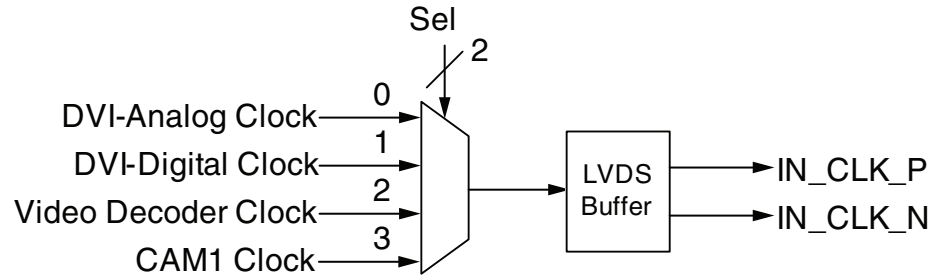 Sel
2
0
DVI-Analog Clock
1
DVI-Digital Clock
2
Video Decoder Clock
3
CAM1 Clock
LVDS
Buffer
IN_CLK_P
IN_CLK_N